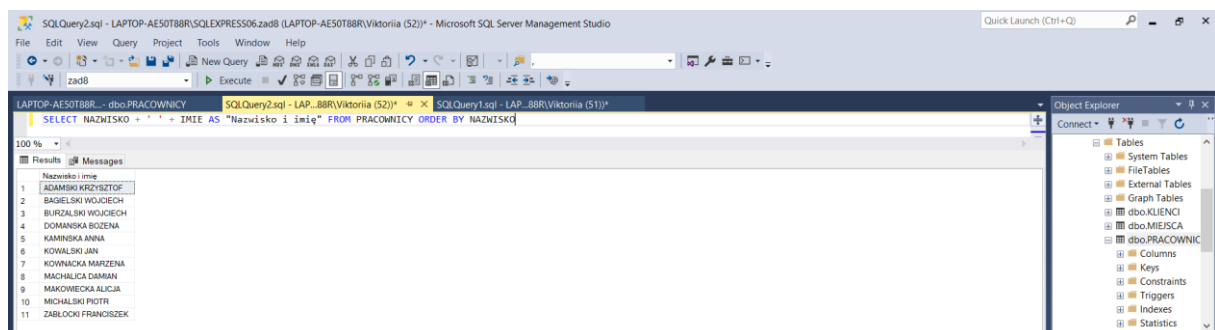 SQLQuery2.sql - LAPTOP-AE50T88R\SQLEXPRESS06.zad8 (LAPTOP-AE50T88R\Viktoriia (52))* - Microsoft SQL Server Management Studio
Quick Launch (Ctrl+Q)
File Edit View Query Project Tools Window Help
New Query
zad8 Execute
LAPTOP-AE50T88R...- dbo.PRACOWNICY SQLQuery2.sql - LAP...88R\Viktoriia (52))* SQLQuery1.sql - LAP...88R\Viktoriia (51))*
SELECT NAZWISKO + ' ' + IMIE AS "Nazwisko i imię" FROM PRACOWNICY ORDER BY NAZWISKO
100 %
Results Messages
Nazwisko i imię
1 ADAMSKI KRZYSZTOF
2 BAGIELSKI WOJCIECH
3 BURZALSKI WOJCIECH
4 DOMANSKA BOZENA
5 KAMINSKA ANNA
6 KOWALSKI JAN
7 KOWNACKA MARZENA
8 MACHALICA DAMIAN
9 MAKOWIECKA ALICJA
10 MICHALSKI PIOTR
11 ZABŁOCKI FRANCISZEK
Object Explorer
Connect
Tables
System Tables
FileTables
External Tables
Graph Tables
dbo.KLIENCI
dbo.MIEJSCA
dbo.PRACOWNIC
Columns
Keys
Constraints
Triggers
Indexes
Statistics